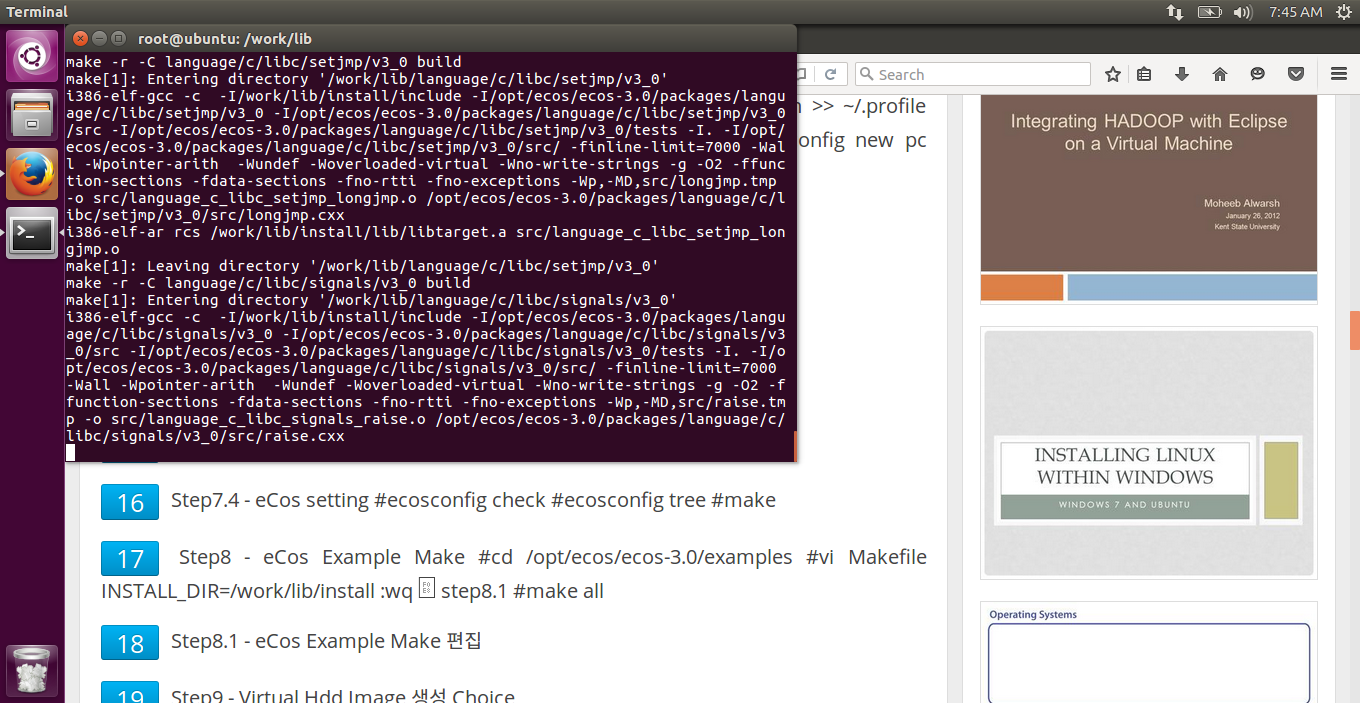 Terminal
7:45 AM
root@ubuntu: /work/lib
make -r -C language/c/libc/setjmp/v3_0 build
make[1]: Entering directory '/work/lib/language/c/libc/setjmp/v3_0'
i386-elf-gcc -c  -I/work/lib/install/include -I/opt/ecos/ecos-3.0/packages/langu
age/c/libc/setjmp/v3_0 -I/opt/ecos/ecos-3.0/packages/language/c/libc/setjmp/v3_0
/src -I/opt/ecos/ecos-3.0/packages/language/c/libc/setjmp/v3_0/tests -I. -I/opt/
ecos/ecos-3.0/packages/language/c/libc/setjmp/v3_0/src/ -finline-limit=7000 -Wal
l -Wpointer-arith  -Wundef -Woverloaded-virtual -Wno-write-strings -g -O2 -ffunc
tion-sections -fdata-sections -fno-rtti -fno-exceptions -Wp,-MD,src/longjmp.tmp
-o src/language_c_libc_setjmp_longjmp.o /opt/ecos/ecos-3.0/packages/language/c/l
ibc/setjmp/v3_0/src/longjmp.cxx
i386-elf-ar rcs /work/lib/install/lib/libtarget.a src/language_c_libc_setjmp_lon
gjmp.o
make[1]: Leaving directory '/work/lib/language/c/libc/setjmp/v3_0'
make -r -C language/c/libc/signals/v3_0 build
make[1]: Entering directory '/work/lib/language/c/libc/signals/v3_0'
i386-elf-gcc -c  -I/work/lib/install/include -I/opt/ecos/ecos-3.0/packages/langu
age/c/libc/signals/v3_0 -I/opt/ecos/ecos-3.0/packages/language/c/libc/signals/v3
_0/src -I/opt/ecos/ecos-3.0/packages/language/c/libc/signals/v3_0/tests -I. -I/o
pt/ecos/ecos-3.0/packages/language/c/libc/signals/v3_0/src/ -finline-limit=7000
-Wall -Wpointer-arith  -Wundef -Woverloaded-virtual -Wno-write-strings -g -O2 -f
function-sections -fdata-sections -fno-rtti -fno-exceptions -Wp,-MD,src/raise.tm
p -o src/language_c_libc_signals_raise.o /opt/ecos/ecos-3.0/packages/language/c/
libc/signals/v3_0/src/raise.cxx
Search
>> ~/.profile
onfig new pc
16 Step7.4 - eCos setting #ecosconfig check #ecosconfig tree #make
17 Step8 - eCos Example Make #cd /opt/ecos/ecos-3.0/examples #vi Makefile
INSTALL_DIR=/work/lib/install :wq step8.1 #make all
18 Step8.1 - eCos Example Make 편집
19 Step9 - Virtual Hdd Image 생성 Choice
Integrating HADOOP with Eclipse
on a Virtual Machine
Moheeb Alwarsh
January 26, 2012
Kent State University
INSTALLING LINUX
WITHIN WINDOWS
WINDOWS 7 AND UBUNTU
Operating Systems